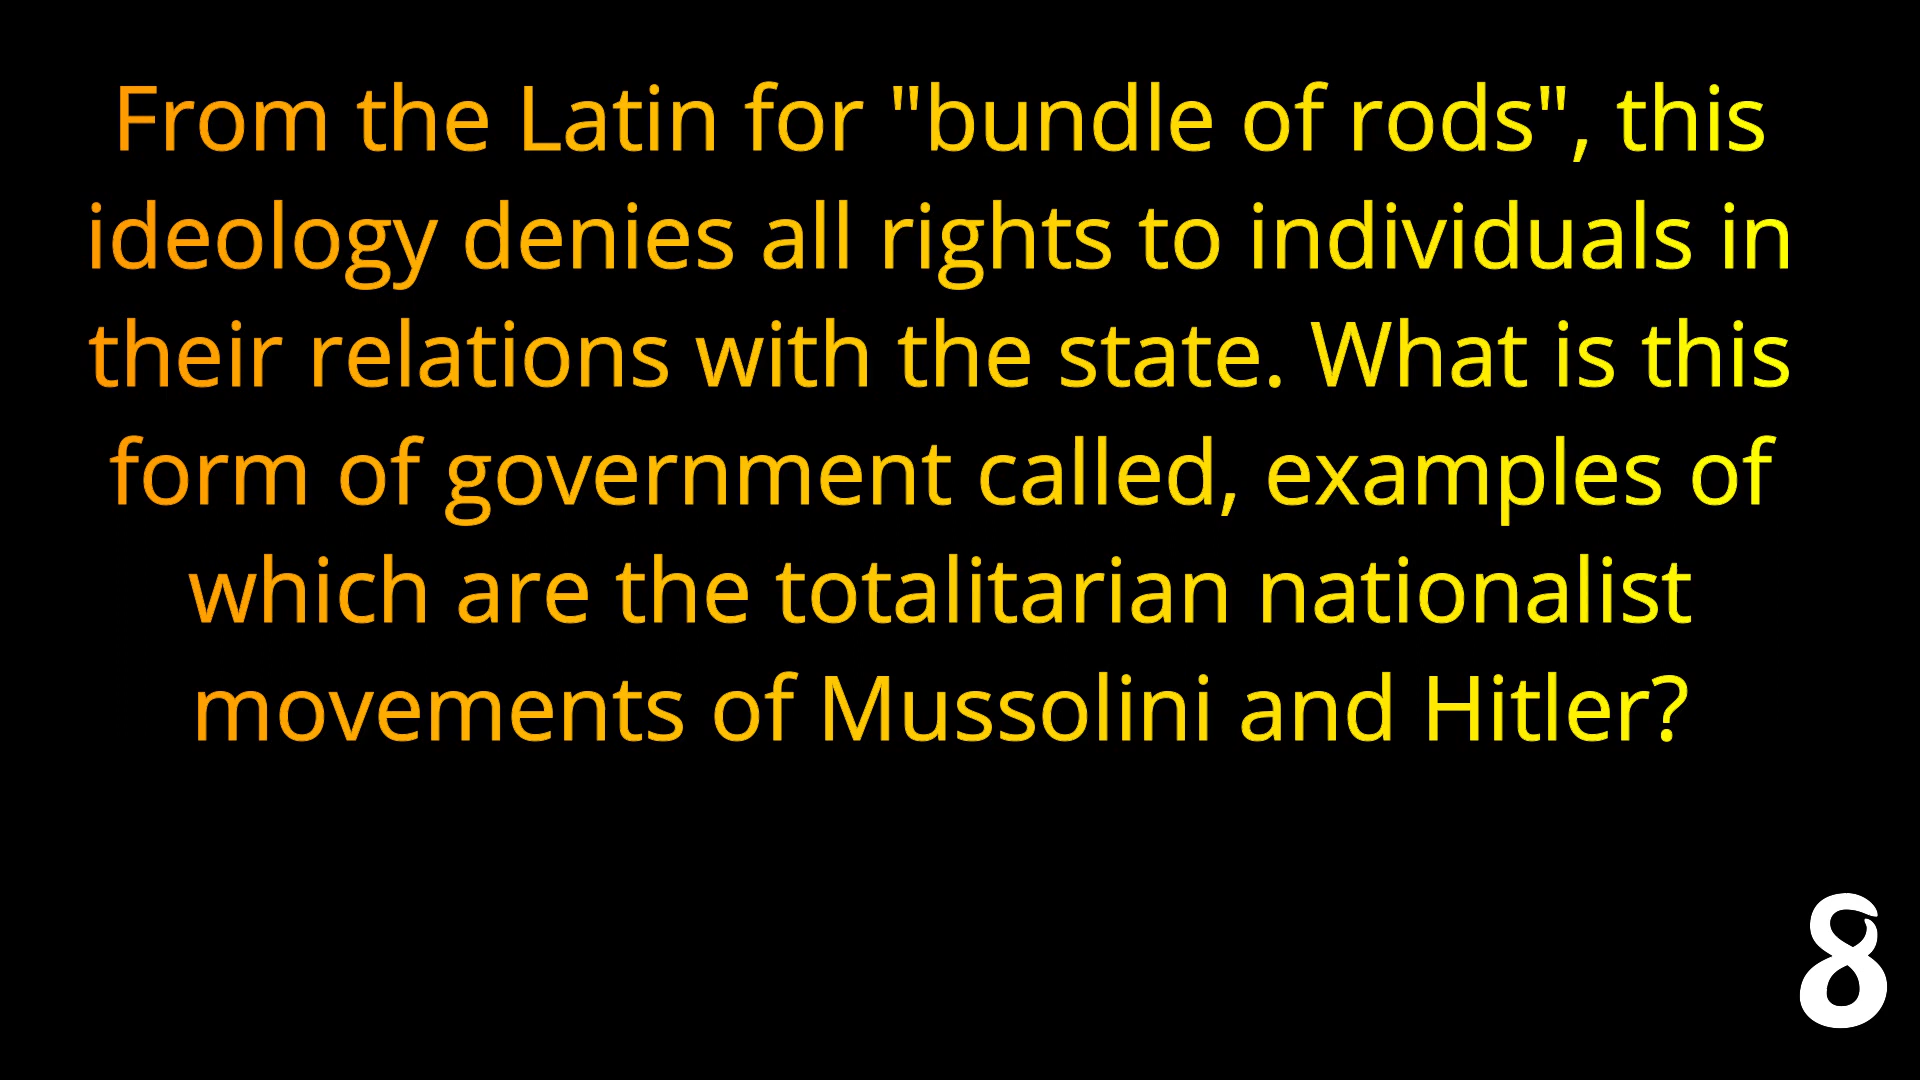 From the Latin for "bundle of rods", this
ideology denies all rights to individuals in
their relations with the state. What is this
form of government called, examples of
which are the totalitarian nationalist
movements of Mussolini and Hitler?
8